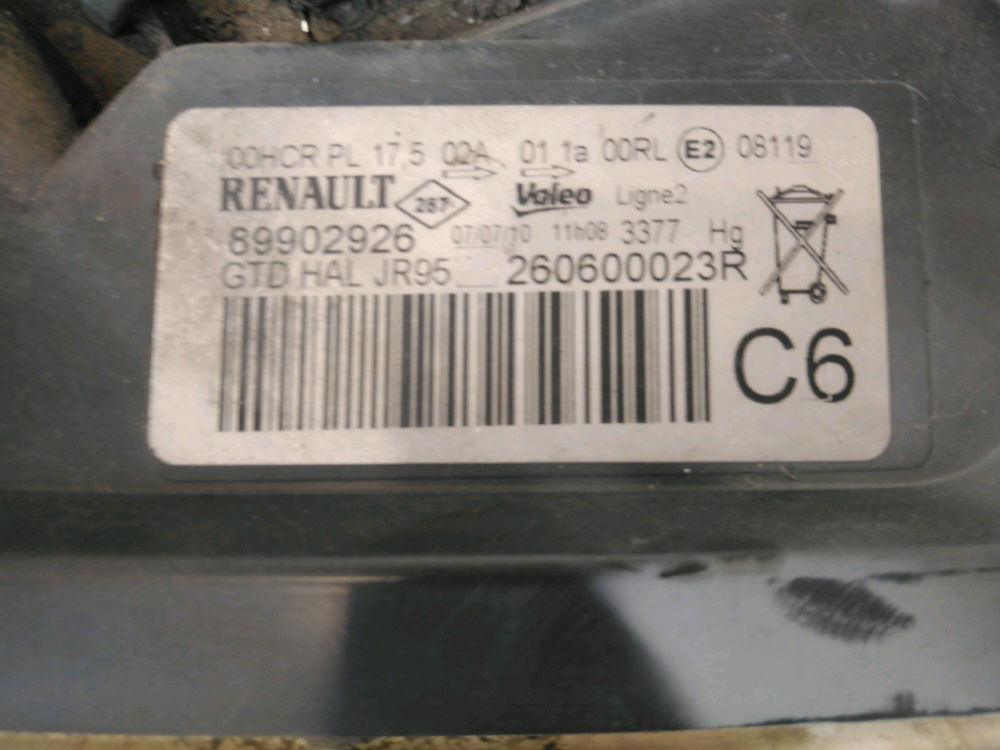 00HCR PL 17,5 02A 01 1a 00RL E2 08119
RENAULT 287 Valeo Ligne2
89902926 07/07/10 11h08 3377 Hg
GTD HAL JR95 260600023R
C6